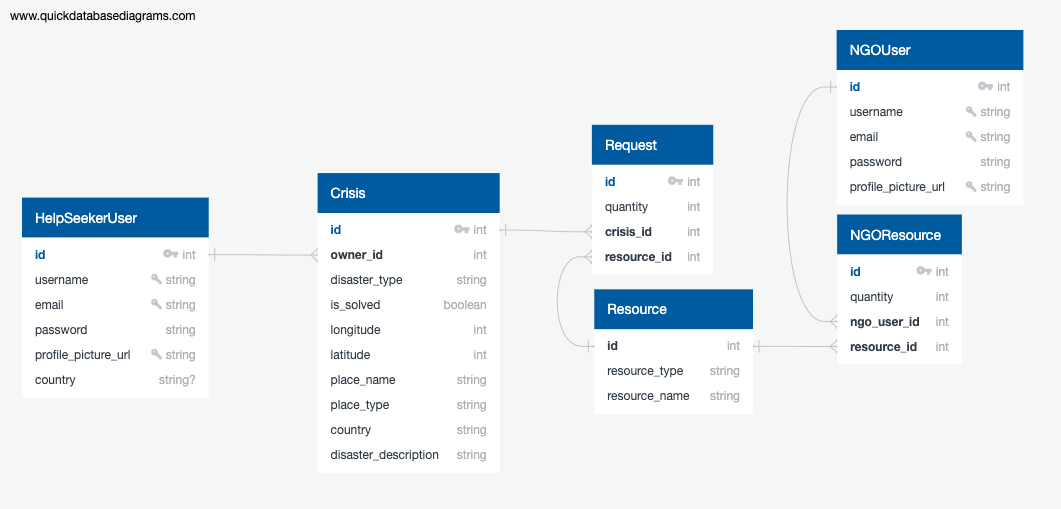 www.quickdatabasediagrams.com
HelpSeekerUser
id int
username string
email string
password string
profile_picture_url string
country string?
Crisis
id int
owner_id int
disaster_type string
is_solved boolean
longitude int
latitude int
place_name string
place_type string
country string
disaster_description string
Request
id int
quantity int
crisis_id int
resource_id int
Resource
id int
resource_type string
resource_name string
NGOUser
id int
username string
email string
password string
profile_picture_url string
NGOResource
id int
quantity int
ngo_user_id int
resource_id int